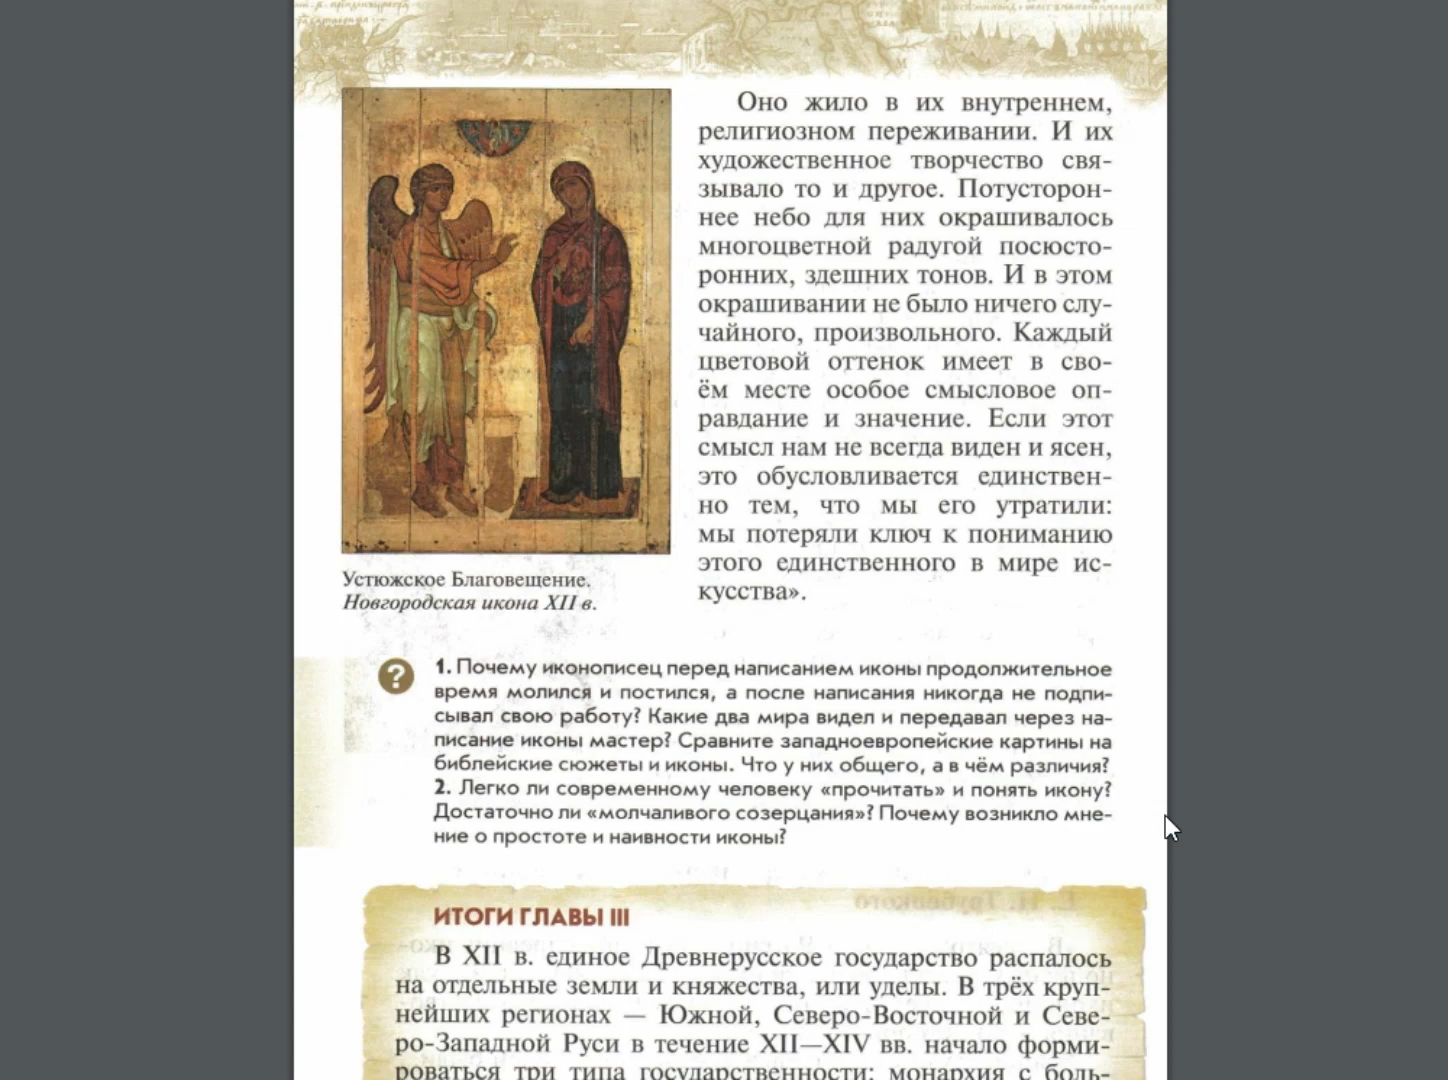 Оно жило в их внутреннем,
религиозном переживании. И их
художественное творчество свя-
зывало то и другое. Потусторон-
нее небо для них окрашивалось
многоцветной радугой посюсто-
ронних, здешних тонов. И в этом
окрашивании не было ничего слу-
чайного, произвольного. Каждый
цветовой оттенок имеет в сво-
ём месте особое смысловое оп-
равдание и значение. Если этот
смысл нам не всегда виден и ясен,
это обусловливается единствен-
но тем, что мы его утратили:
мы потеряли ключ к пониманию
этого единственного в мире ис-
кусства».
Устюжское Благовещение.
Новгородская икона XII в.
?
1. Почему иконописец перед написанием иконы продолжительное
время молился и постился, а после написания никогда не подпи-
сывал свою работу? Какие два мира видел и передавал через на-
писание иконы мастер? Сравните западноевропейские картины на
библейские сюжеты и иконы. Что у них общего, а в чём различия?
2. Легко ли современному человеку «прочитать» и понять икону?
Достаточно ли «молчаливого созерцания»? Почему возникло мне-
ние о простоте и наивности иконы?
ИТОГИ ГЛАВЫ III
В XII в. единое Древнерусское государство распалось
на отдельные земли и княжества, или уделы. В трёх круп-
нейших регионах — Южной, Северо-Восточной и Севе-
ро-Западной Руси в течение XII—XIV вв. начало форми-
роваться три типа государственности: монархия с боль-